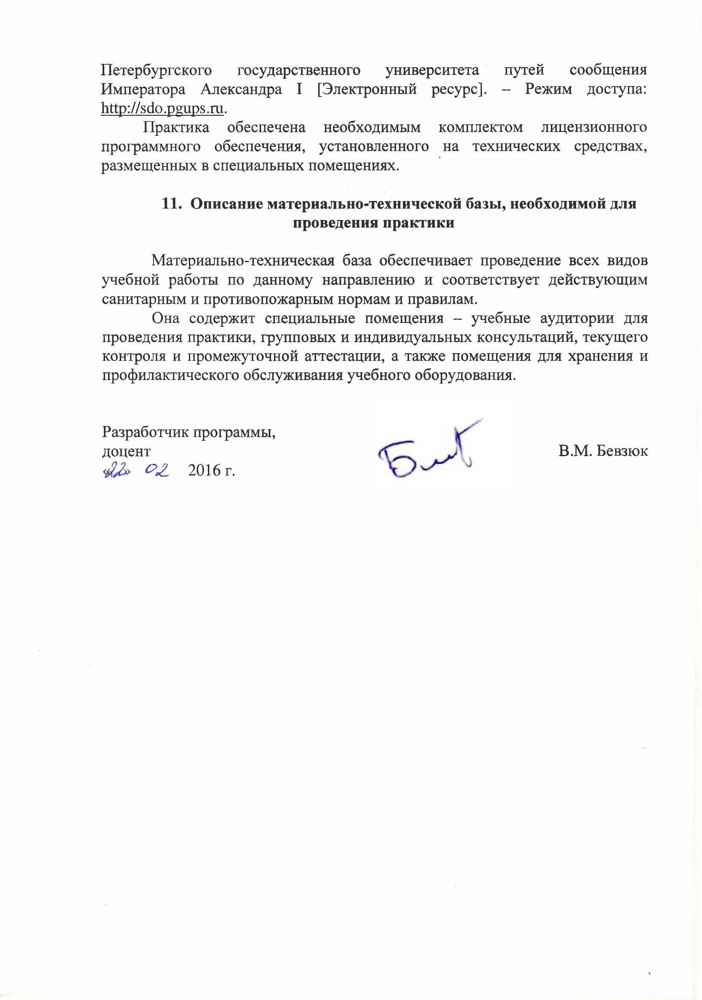 Петербургского государственного университета путей сообщения
Императора Александра I [Электронный ресурс]. – Режим доступа:
http://sdo.pgups.ru.
Практика обеспечена необходимым комплектом лицензионного
программного обеспечения, установленного на технических средствах,
размещенных в специальных помещениях.
11. Описание материально-технической базы, необходимой для
проведения практики
Материально-техническая база обеспечивает проведение всех видов
учебной работы по данному направлению и соответствует действующим
санитарным и противопожарным нормам и правилам.
Она содержит специальные помещения – учебные аудитории для
проведения практики, групповых и индивидуальных консультаций, текущего
контроля и промежуточной аттестации, а также помещения для хранения и
профилактического обслуживания учебного оборудования.
Разработчик программы,
доцент В.М. Бевзюк
«22» 02 2016 г.